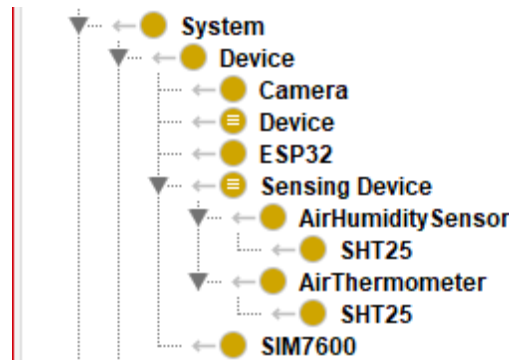 System
Device
Camera
Device
ESP32
Sensing Device
AirHumiditySensor
SHT25
AirThermometer
SHT25
SIM7600